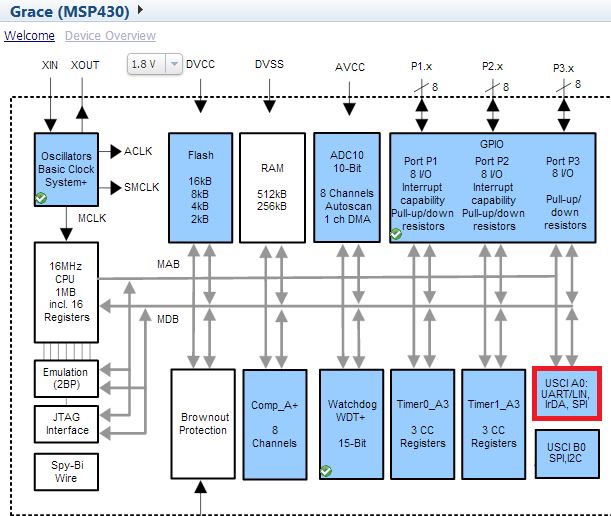 Grace (MSP430)
Welcome Device Overview
XIN XOUT 1.8 V DVCC DVSS AVCC P1.x P2.x P3.x
8 8 8
Oscillators
Basic Clock
System+
ACLK
SMCLK
MCLK
Flash
16kB
8kB
4kB
2kB
RAM
512kB
256kB
ADC10
10-Bit
8 Channels
Autoscan
1 ch DMA
GPIO
Port P1
8 I/O
Interrupt
capability
Pull-up/down
resistors
Port P2
8 I/O
Interrupt
capability
Pull-up/down
resistors
Port P3
8 I/O
Pull-up/
down
resistors
16MHz
CPU
1MB
incl. 16
Registers
MAB
MDB
Emulation
(2BP)
JTAG
Interface
Spy-Bi
Wire
Brownout
Protection
Comp_A+
8
Channels
Watchdog
WDT+
15-Bit
Timer0_A3
3 CC
Registers
Timer1_A3
3 CC
Registers
USCI A0:
UART/LIN,
IrDA, SPI
USCI B0
SPI,I2C